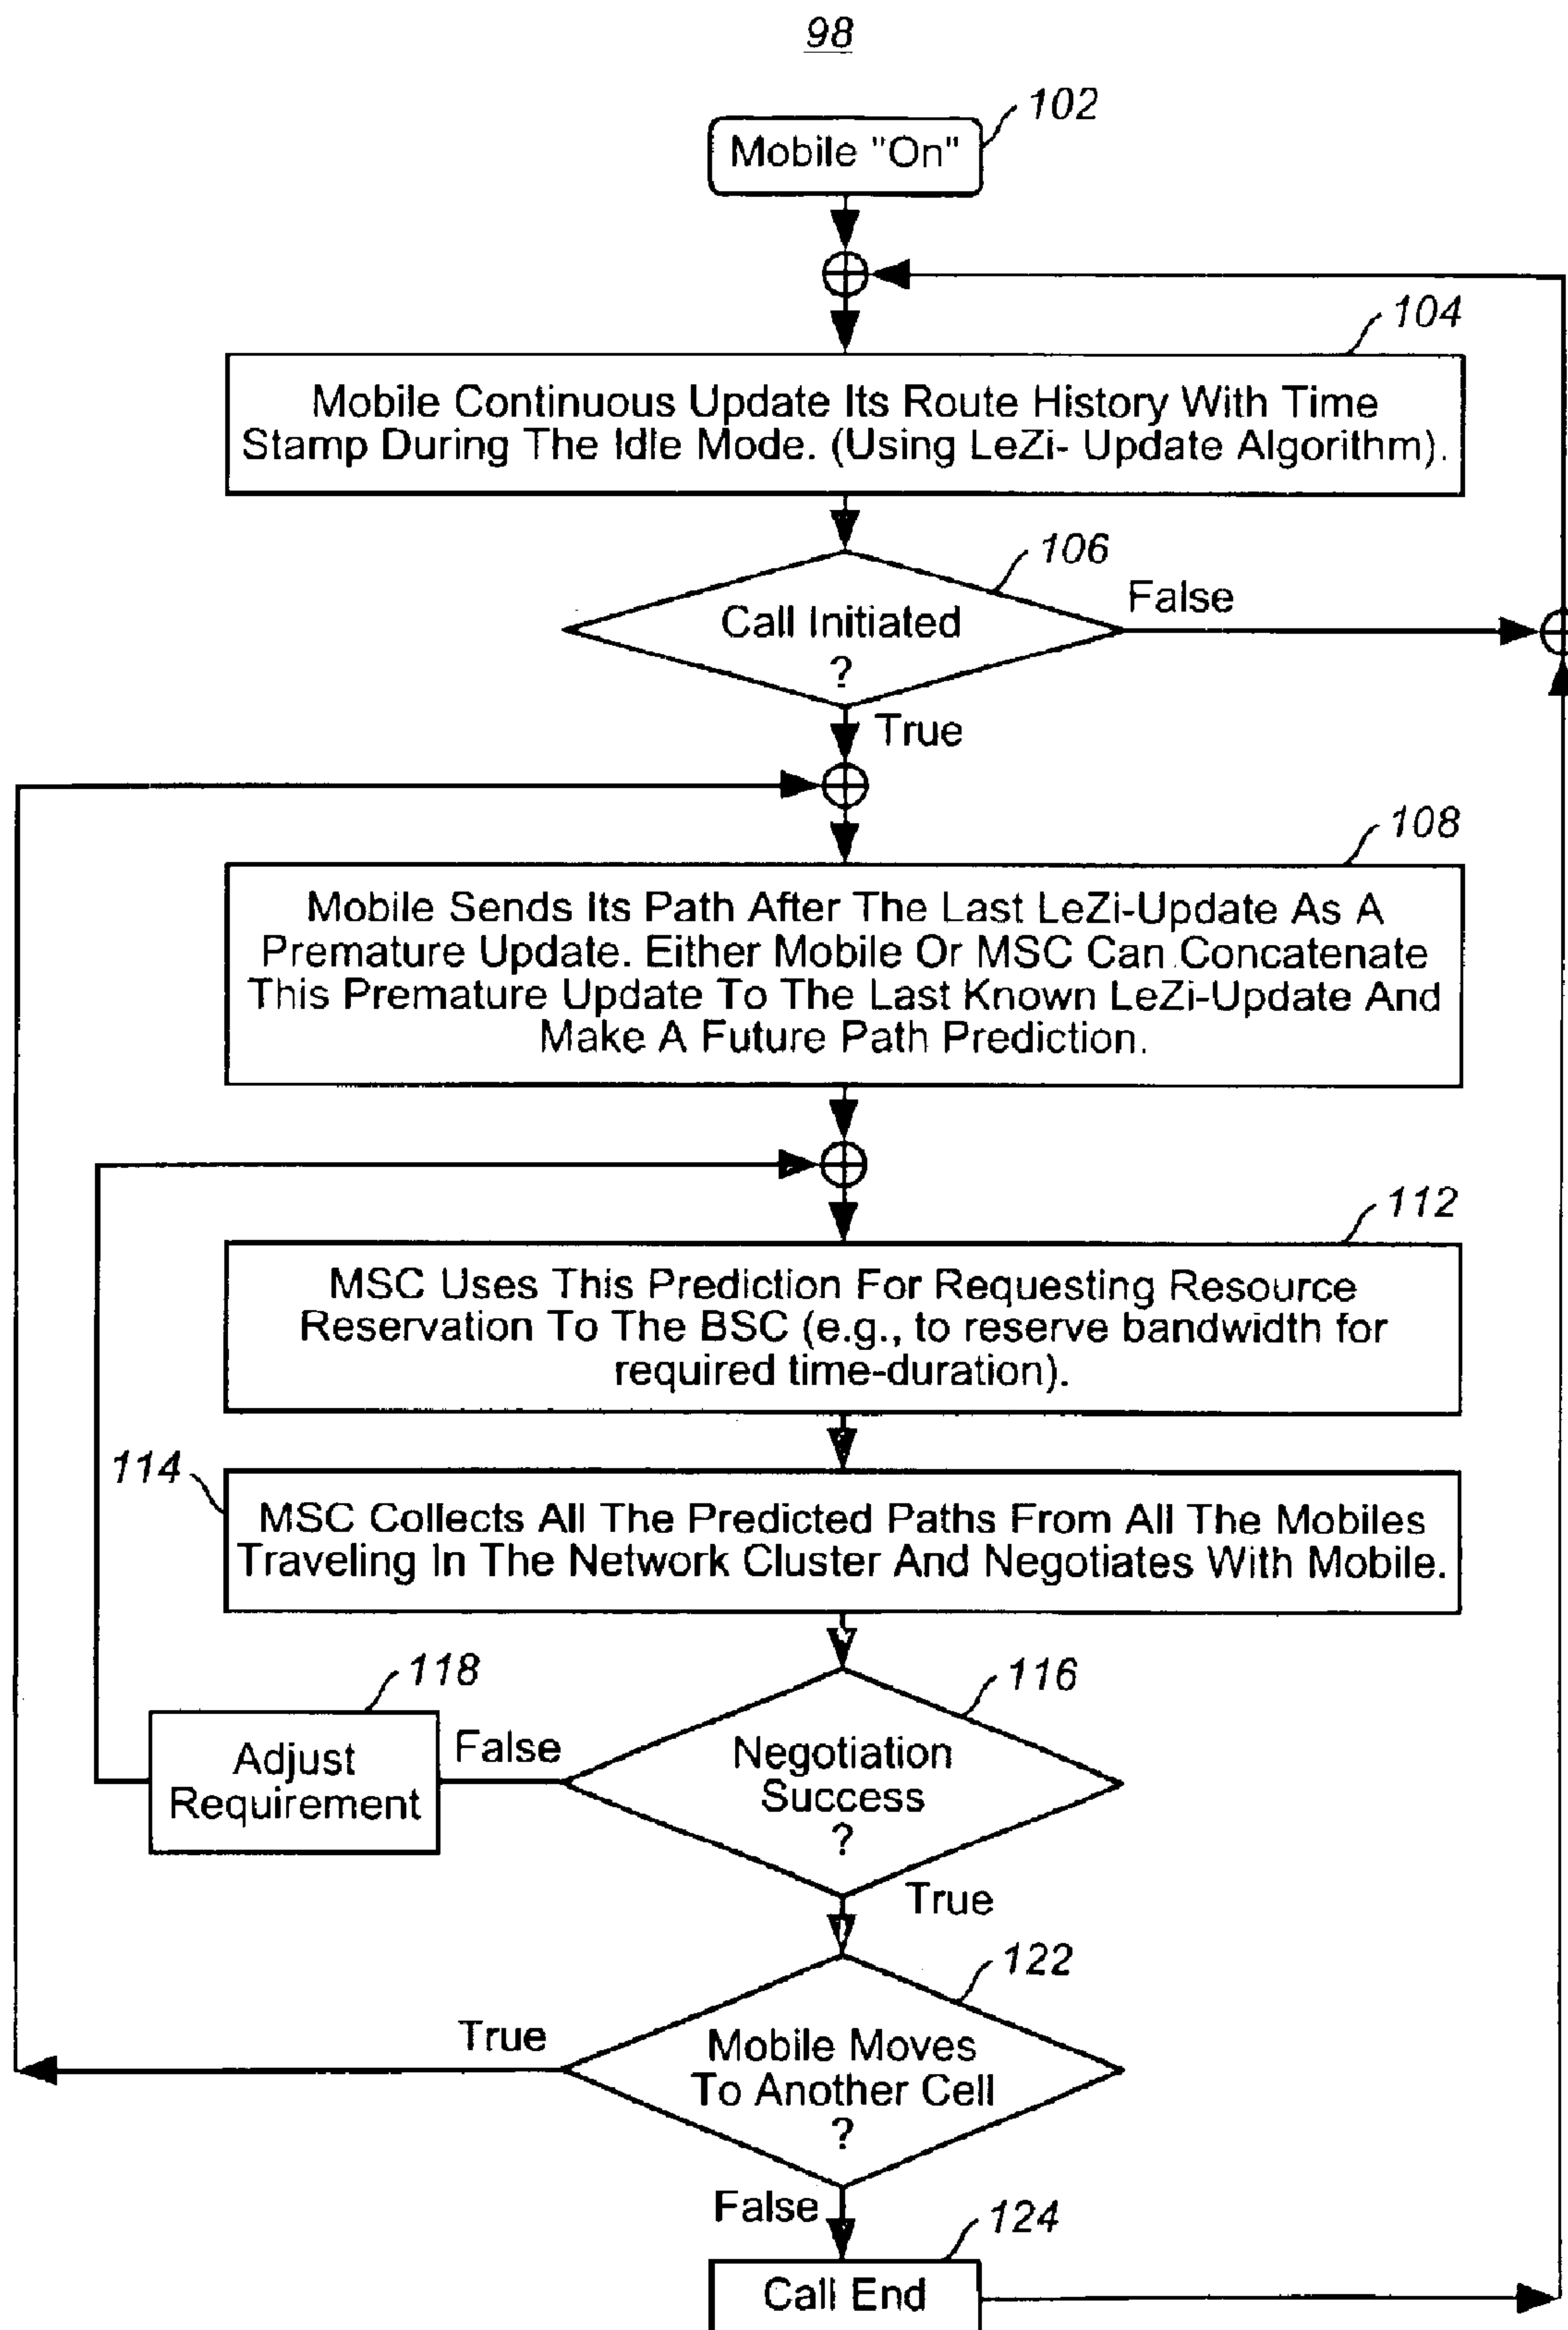 98
102
Mobile "On"
104
Mobile Continuous Update Its Route History With Time
Stamp During The Idle Mode. (Using LeZi- Update Algorithm).
106
Call Initiated
?
False
True
108
Mobile Sends Its Path After The Last LeZi-Update As A
Premature Update. Either Mobile Or MSC Can Concatenate
This Premature Update To The Last Known LeZi-Update And
Make A Future Path Prediction.
112
MSC Uses This Prediction For Requesting Resource
Reservation To The BSC (e.g., to reserve bandwidth for
required time-duration).
114
MSC Collects All The Predicted Paths From All The Mobiles
Traveling In The Network Cluster And Negotiates With Mobile.
118
Adjust
Requirement
False
116
Negotiation
Success
?
True
122
True
Mobile Moves
To Another Cell
?
False
124
Call End